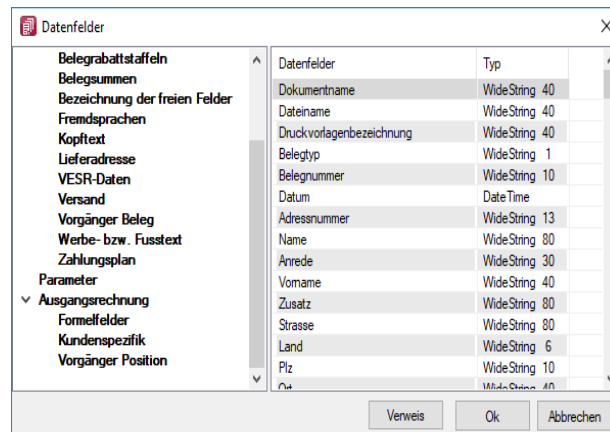 Datenfelder
Belegrabattstaffeln
Belegsummen
Bezeichnung der freien Felder
Fremdsprachen
Kopftext
Lieferadresse
VESR-Daten
Versand
Vorgänger Beleg
Werbe- bzw. Fusstext
Zahlungsplan
Parameter
Ausgangsrechnung
Formelfelder
Kundenspezifik
Vorgänger Position
Datenfelder Typ
Dokumentname WideString 40
Dateiname WideString 40
Druckvorlagenbezeichnung WideString 40
Belegtyp WideString 1
Belegnummer WideString 10
Datum DateTime
Adressnummer WideString 13
Name WideString 80
Anrede WideString 30
Vorname WideString 40
Zusatz WideString 80
Strasse WideString 80
Land WideString 6
Plz WideString 10
Ort WideString 40
Verweis Ok Abbrechen